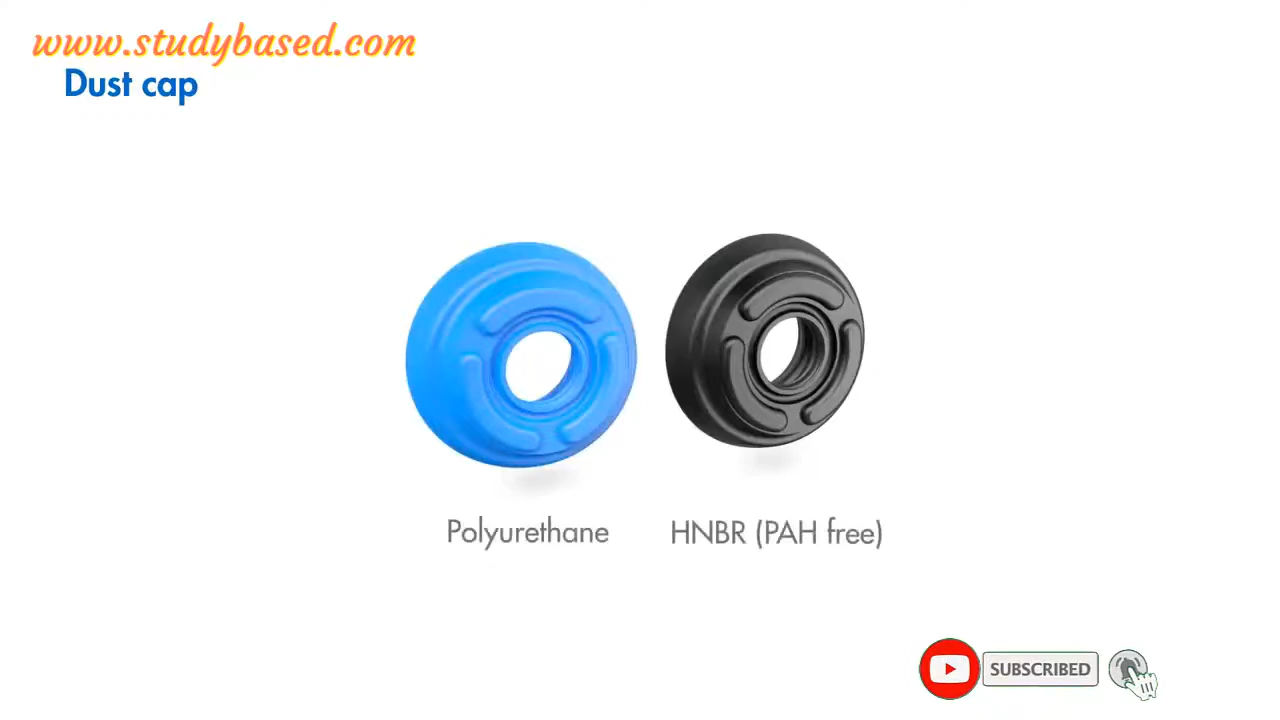 www.studybased.com
Dust cap
Polyurethane
HNBR (PAH free)
SUBSCRIBED